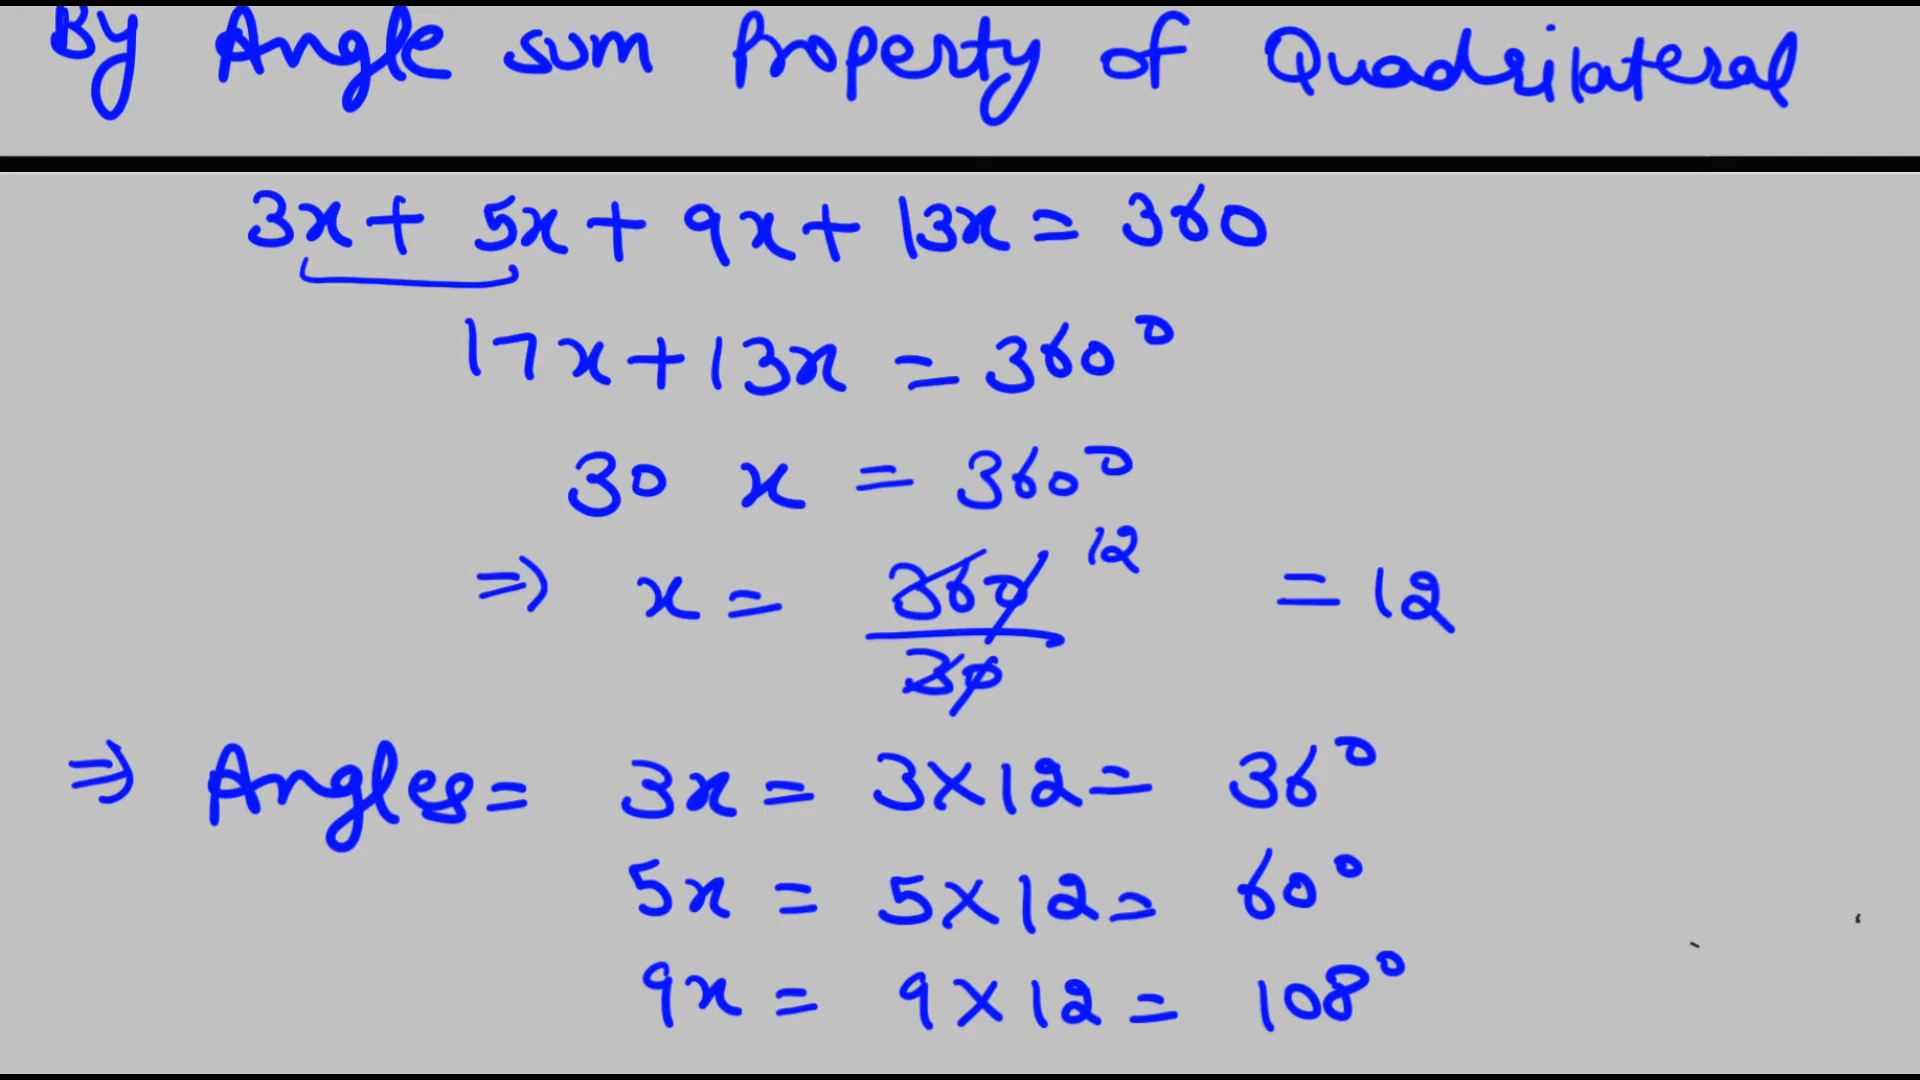 By Angle sum Property of Quadrilateral
3x + 5x + 9x + 13x = 360
17x + 13x = 360°
30 x = 360°
⇒ x = 360/30 12 = 12
⇒ Angles = 3x = 3×12 = 36°
5x = 5×12 = 60°
9x = 9×12 = 108°